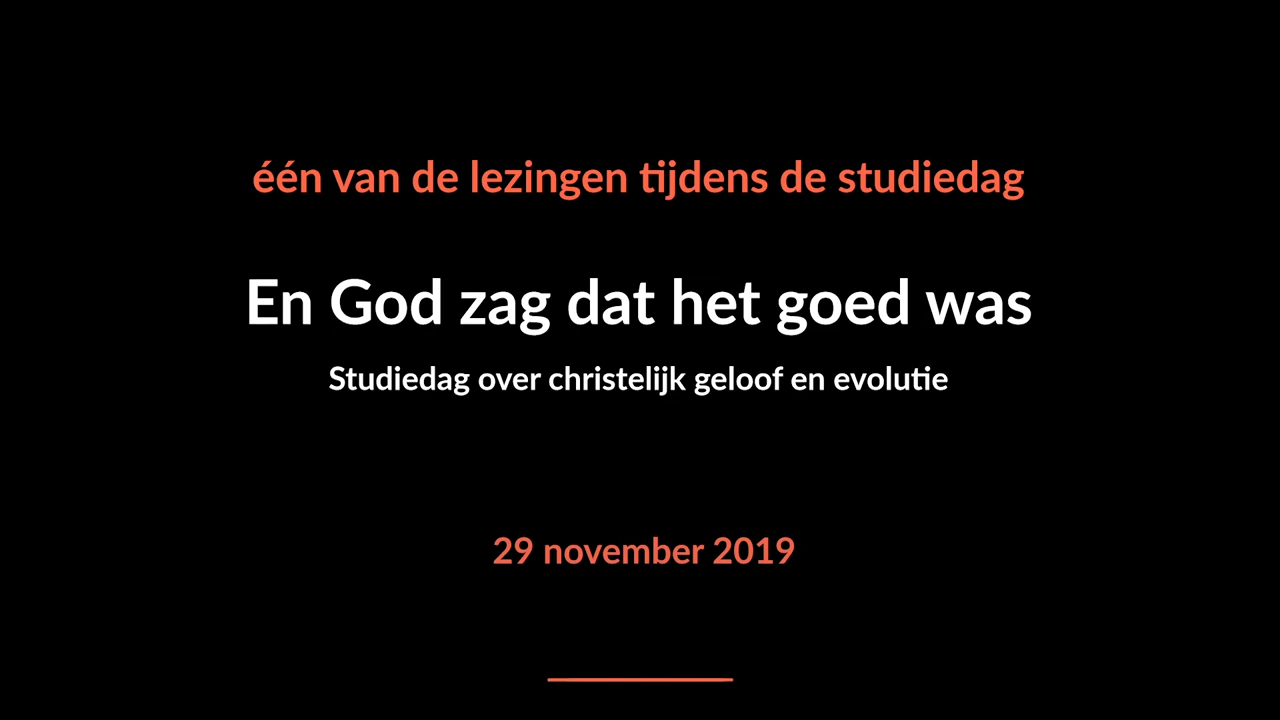 één van de lezingen tijdens de studiedag
En God zag dat het goed was
Studiedag over christelijk geloof en evolutie
29 november 2019